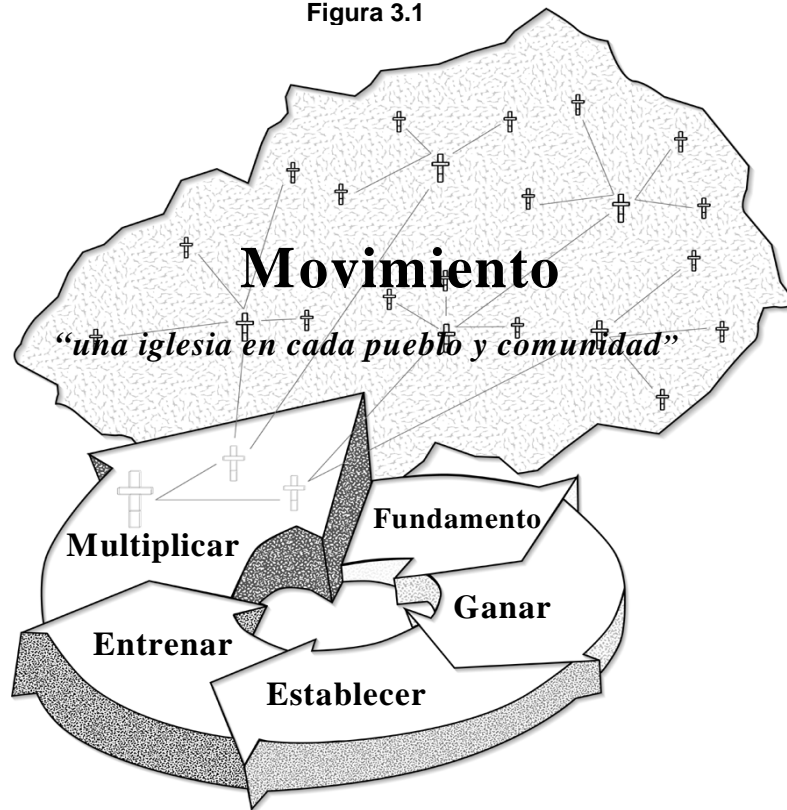 Figura 3.1
Movimiento
“una iglesia en cada pueblo y comunidad”
Fundamento
Multiplicar
Ganar
Entrenar
Establecer